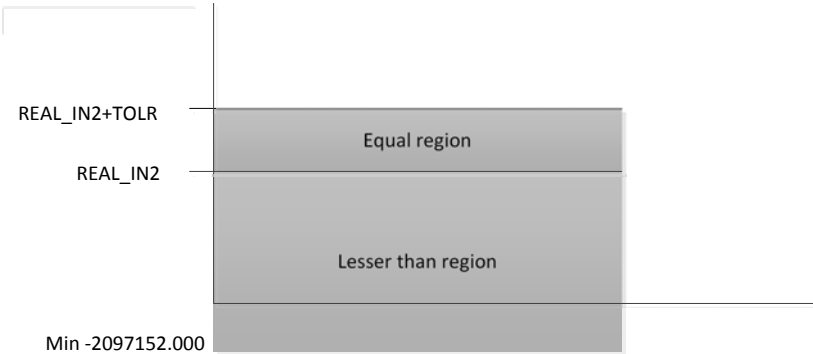 REAL_IN2+TOLR
Equal region
REAL_IN2
Lesser than region
Min -2097152.000